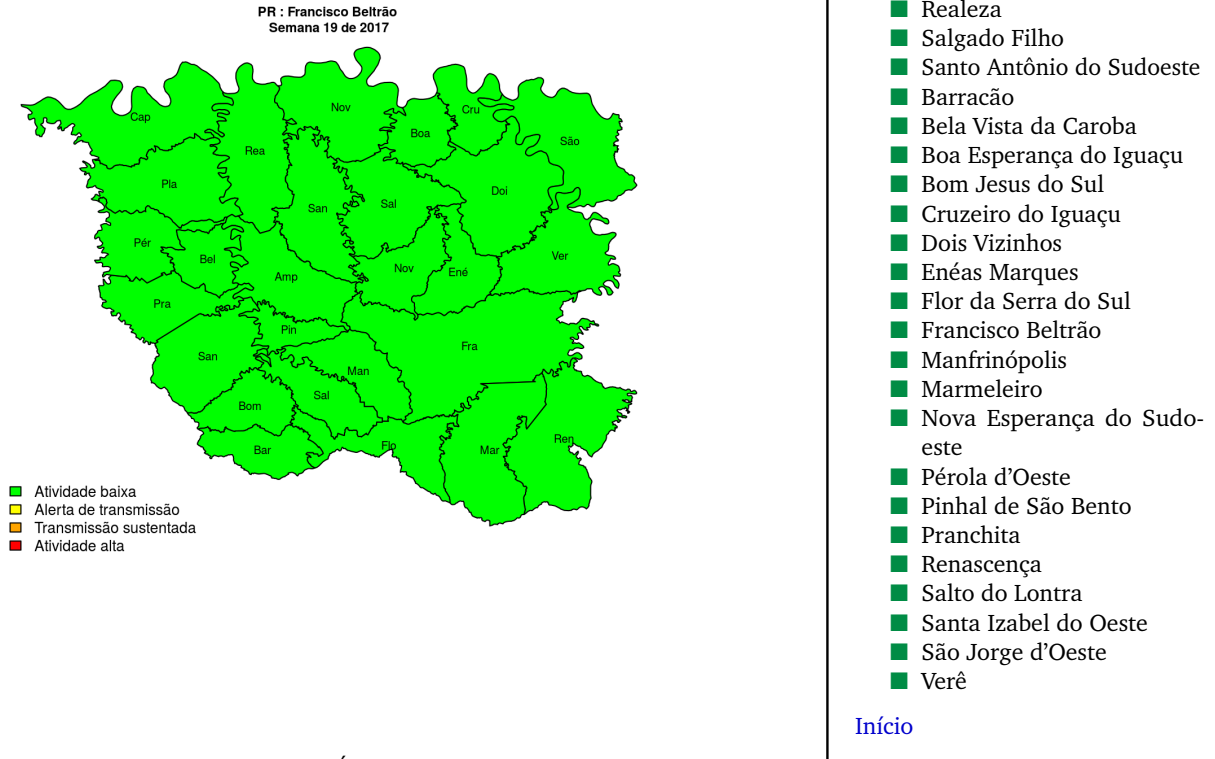 PR : Francisco Beltrão
Semana 19 de 2017
Cap
Nov
Cru
Boa
São
Rea
Pla
Doi
San
Sal
Pér
Bel
Nov
Ené
Ver
Amp
Pra
Pin
Fra
San
Man
Sal
Bom
Flo
Bar
Mar
Ren
Atividade baixa
Alerta de transmissão
Transmissão sustentada
Atividade alta
Realeza
Salgado Filho
Santo Antônio do Sudoeste
Barracão
Bela Vista da Caroba
Boa Esperança do Iguaçu
Bom Jesus do Sul
Cruzeiro do Iguaçu
Dois Vizinhos
Enéas Marques
Flor da Serra do Sul
Francisco Beltrão
Manfrinópolis
Marmeleiro
Nova Esperança do Sudo-
este
Pérola d’Oeste
Pinhal de São Bento
Pranchita
Renascença
Salto do Lontra
Santa Izabel do Oeste
São Jorge d’Oeste
Verê
Início